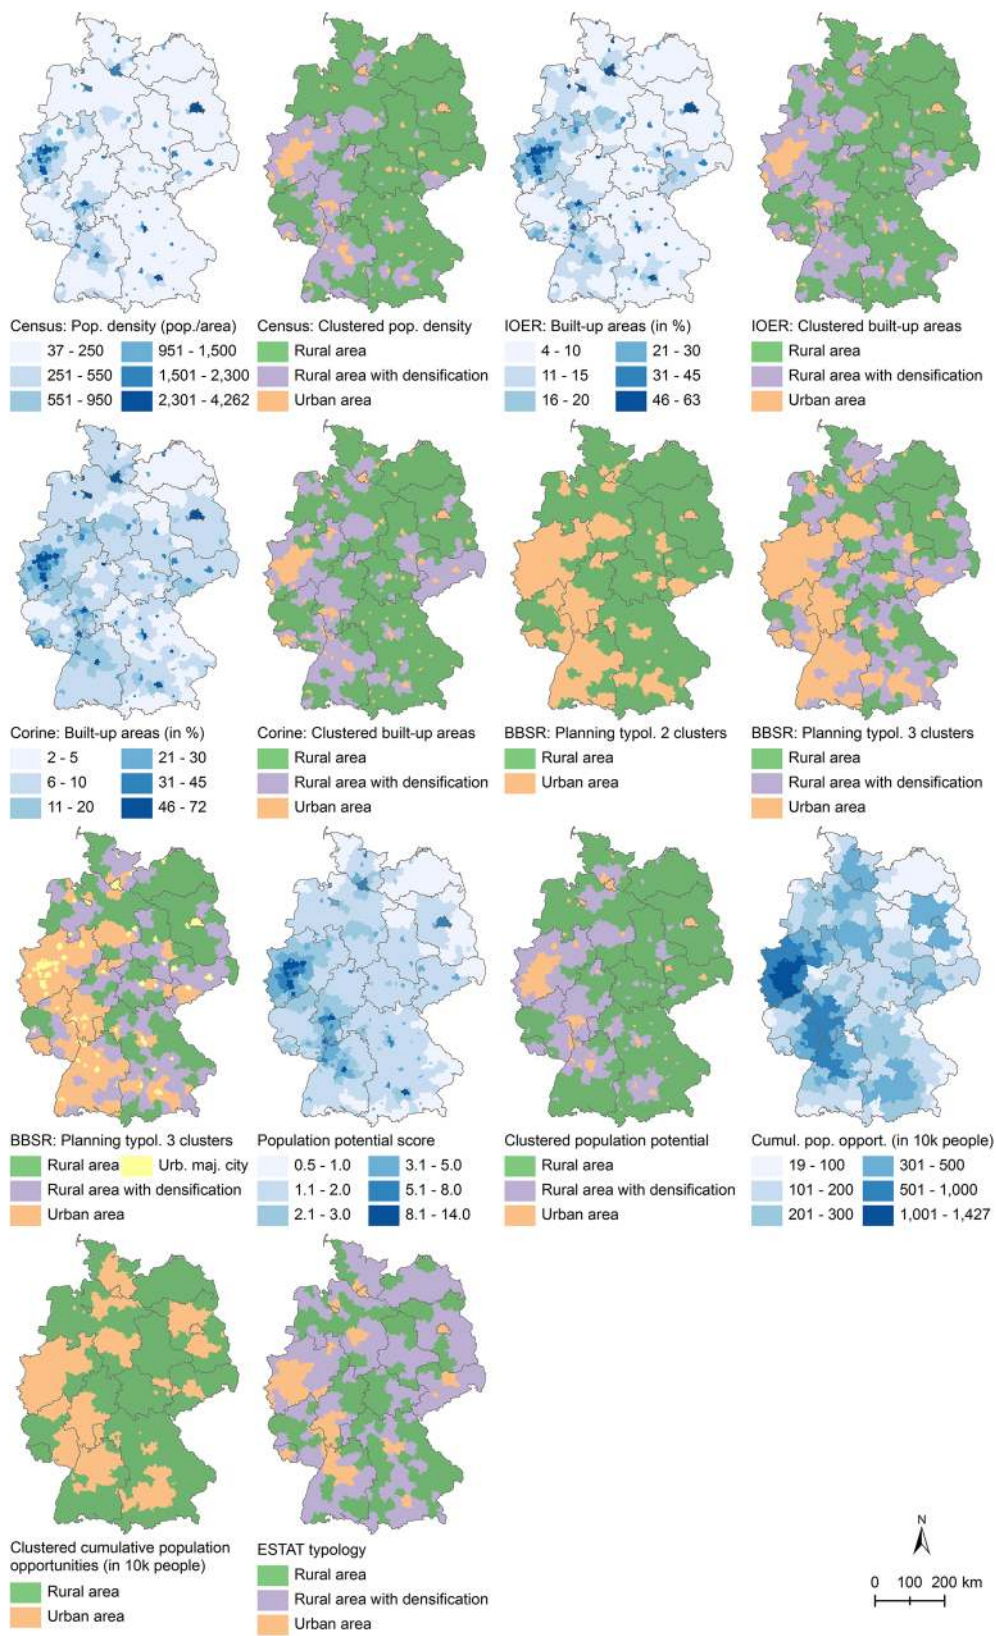 Census: Pop. density (pop./area)
37 - 250
951 - 1,500
251 - 550
1,501 - 2,300
551 - 950
2,301 - 4,262
Census: Clustered pop. density
Rural area
Rural area with densification
Urban area
IOER: Built-up areas (in %)
4 - 10
21 - 30
11 - 15
31 - 45
16 - 20
46 - 63
IOER: Clustered built-up areas
Rural area
Rural area with densification
Urban area
Corine: Built-up areas (in %)
2 - 5
21 - 30
6 - 10
31 - 45
11 - 20
46 - 72
Corine: Clustered built-up areas
Rural area
Rural area with densification
Urban area
BBSR: Planning typol. 2 clusters
Rural area
Urban area
BBSR: Planning typol. 3 clusters
Rural area
Rural area with densification
Urban area
BBSR: Planning typol. 3 clusters
Rural area
Urb. maj. city
Rural area with densification
Urban area
Population potential score
0.5 - 1.0
3.1 - 5.0
1.1 - 2.0
5.1 - 8.0
2.1 - 3.0
8.1 - 14.0
Clustered population potential
Rural area
Rural area with densification
Urban area
Cumul. pop. opport. (in 10k people)
19 - 100
301 - 500
101 - 200
501 - 1,000
201 - 300
1,001 - 1,427
Clustered cumulative population
opportunities (in 10k people)
Rural area
Urban area
ESTAT typology
Rural area
Rural area with densification
Urban area
N
0 100 200 km